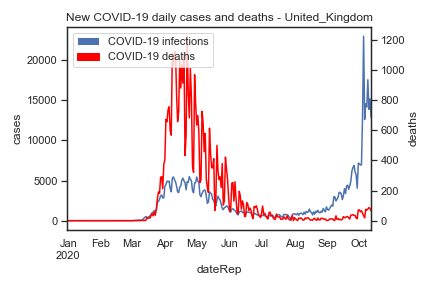 New COVID-19 daily cases and deaths - United_Kingdom
COVID-19 infections
COVID-19 deaths
20000
15000
10000
5000
0
cases
1200
1000
800
600
400
200
0
deaths
Jan Feb Mar Apr May Jun Jul Aug Sep Oct
2020
dateRep